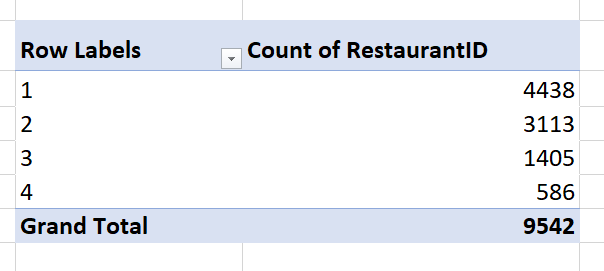 Row Labels Count of RestaurantID
1 4438
2 3113
3 1405
4 586
Grand Total 9542